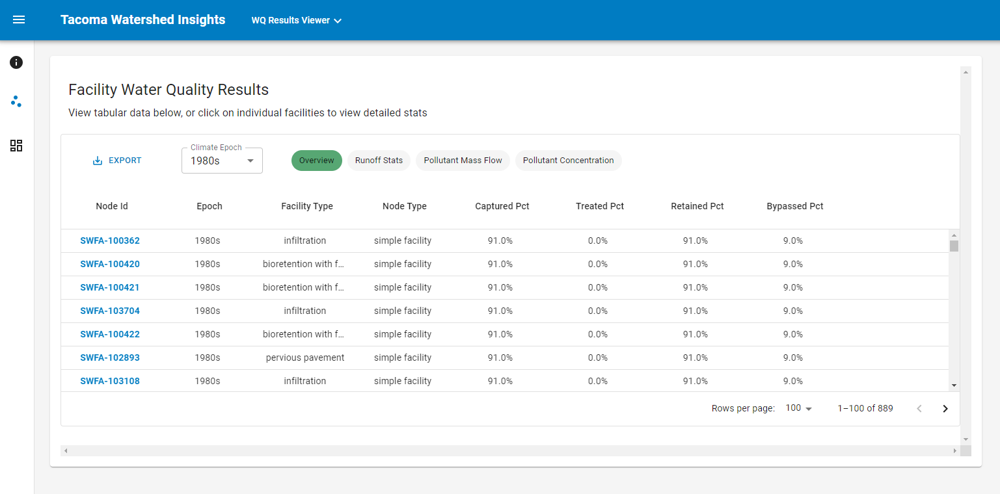 Tacoma Watershed Insights WQ Results Viewer
Facility Water Quality Results
View tabular data below, or click on individual facilities to view detailed stats
EXPORT Climate Epoch 1980s Overview Runoff Stats Pollutant Mass Flow Pollutant Concentration
Node Id Epoch Facility Type Node Type Captured Pct Treated Pct Retained Pct Bypassed Pct
SWFA-100362 1980s infiltration simple facility 91.0% 0.0% 91.0% 9.0%
SWFA-100420 1980s bioretention with f... simple facility 91.0% 0.0% 91.0% 9.0%
SWFA-100421 1980s bioretention with f... simple facility 91.0% 0.0% 91.0% 9.0%
SWFA-103704 1980s infiltration simple facility 91.0% 0.0% 91.0% 9.0%
SWFA-100422 1980s bioretention with f... simple facility 91.0% 0.0% 91.0% 9.0%
SWFA-102893 1980s pervious pavement simple facility 91.0% 0.0% 91.0% 9.0%
SWFA-103108 1980s infiltration simple facility 91.0% 0.0% 91.0% 9.0%
Rows per page: 100 1–100 of 889